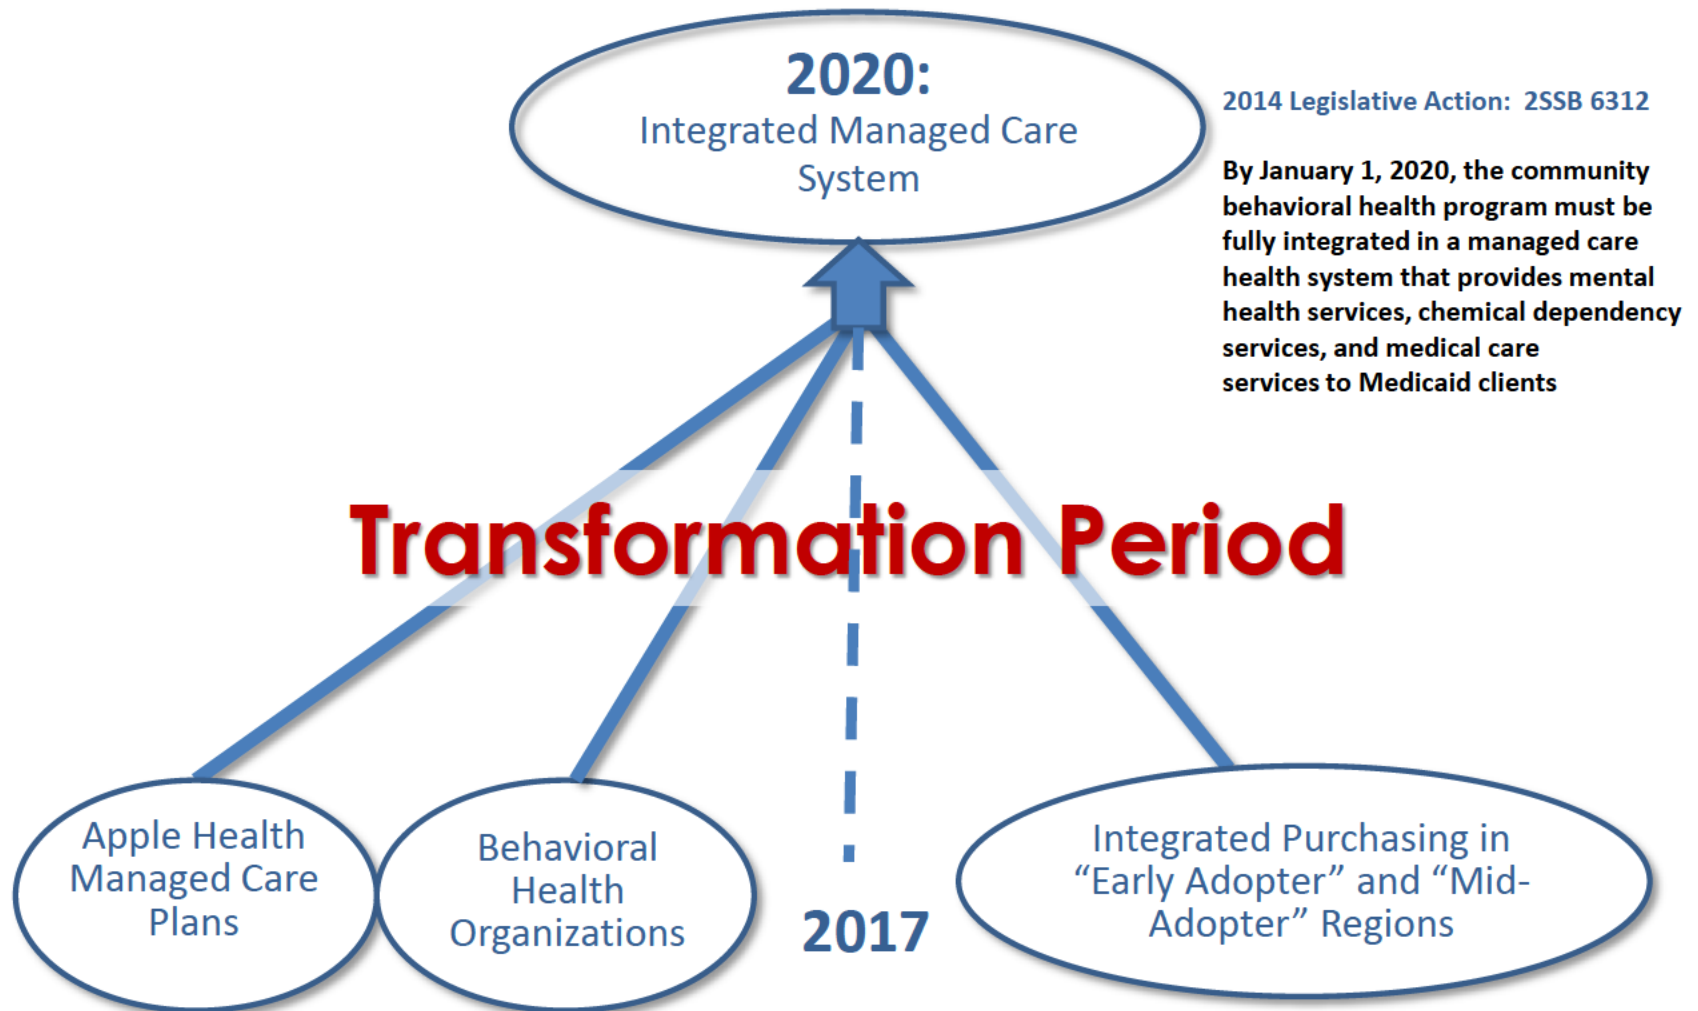 2020:
Integrated Managed Care
System
2014 Legislative Action:  2SSB 6312
By January 1, 2020, the community
behavioral health program must be
fully integrated in a managed care
health system that provides mental
health services, chemical dependency
services, and medical care
services to Medicaid clients
Transformation Period
Apple Health
Managed Care
Plans
Behavioral
Health
Organizations
2017
Integrated Purchasing in
“Early Adopter” and “Mid-
Adopter” Regions